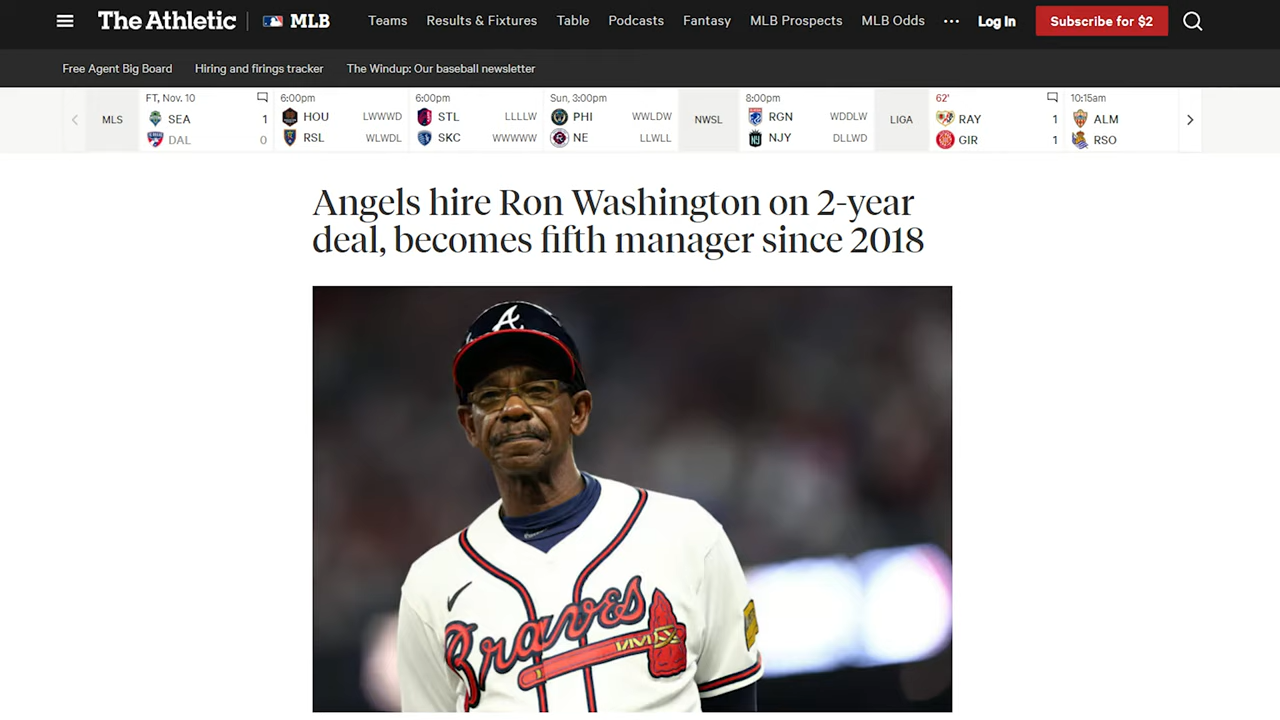 The Athletic MLB Teams Results & Fixtures Table Podcasts Fantasy MLB Prospects MLB Odds ... Log In Subscribe for $2
Free Agent Big Board Hiring and firings tracker The Windup: Our baseball newsletter
MLS
FT, Nov. 10
SEA 1
DAL 0
6:00pm
HOU LWWWD
RSL WLWDL
6:00pm
STL LLLLW
SKC WWWWW
Sun, 3:00pm
PHI WWLDW
NE LLWLL
NWSL
8:00pm
RGN WDDLW
NJY DLLWD
LIGA
62'
RAY 1
GIR 1
10:15am
ALM
RSO
Angels hire Ron Washington on 2-year
deal, becomes fifth manager since 2018
A
Braves